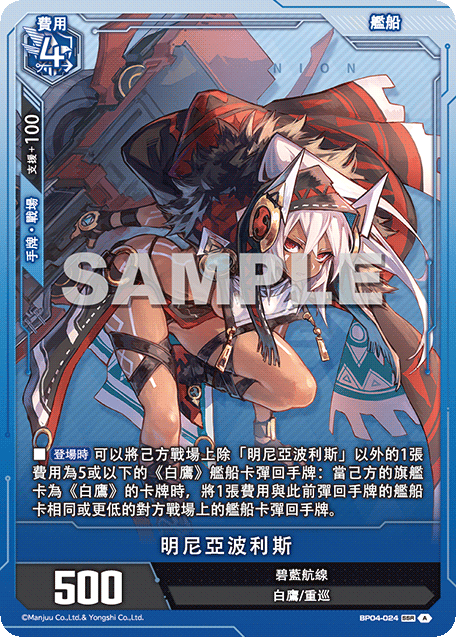 費用
艦船
4
NION
支援+100
手牌・戰場
SAMPLE
■ 登場時 可以將己方戰場上除「明尼亞波利斯」以外的1張
費用為5或以下的《白鷹》艦船卡彈回手牌：當己方的旗艦
卡為《白鷹》的卡牌時，將1張費用與此前彈回手牌的艦船
卡相同或更低的對方戰場上的艦船卡彈回手牌。
明尼亞波利斯
500
碧藍航線
白鷹/重巡
©Manjuu Co.,Ltd.& Yongshi Co.,Ltd.
BP04-024 SSR A